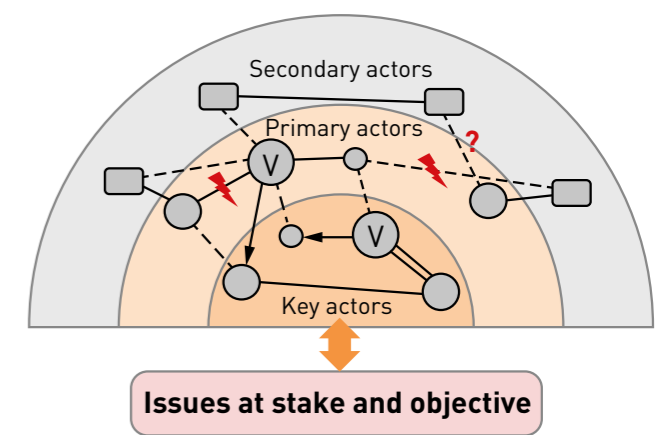 Secondary actors
Primary actors
?
V
V
Key actors
Issues at stake and objective